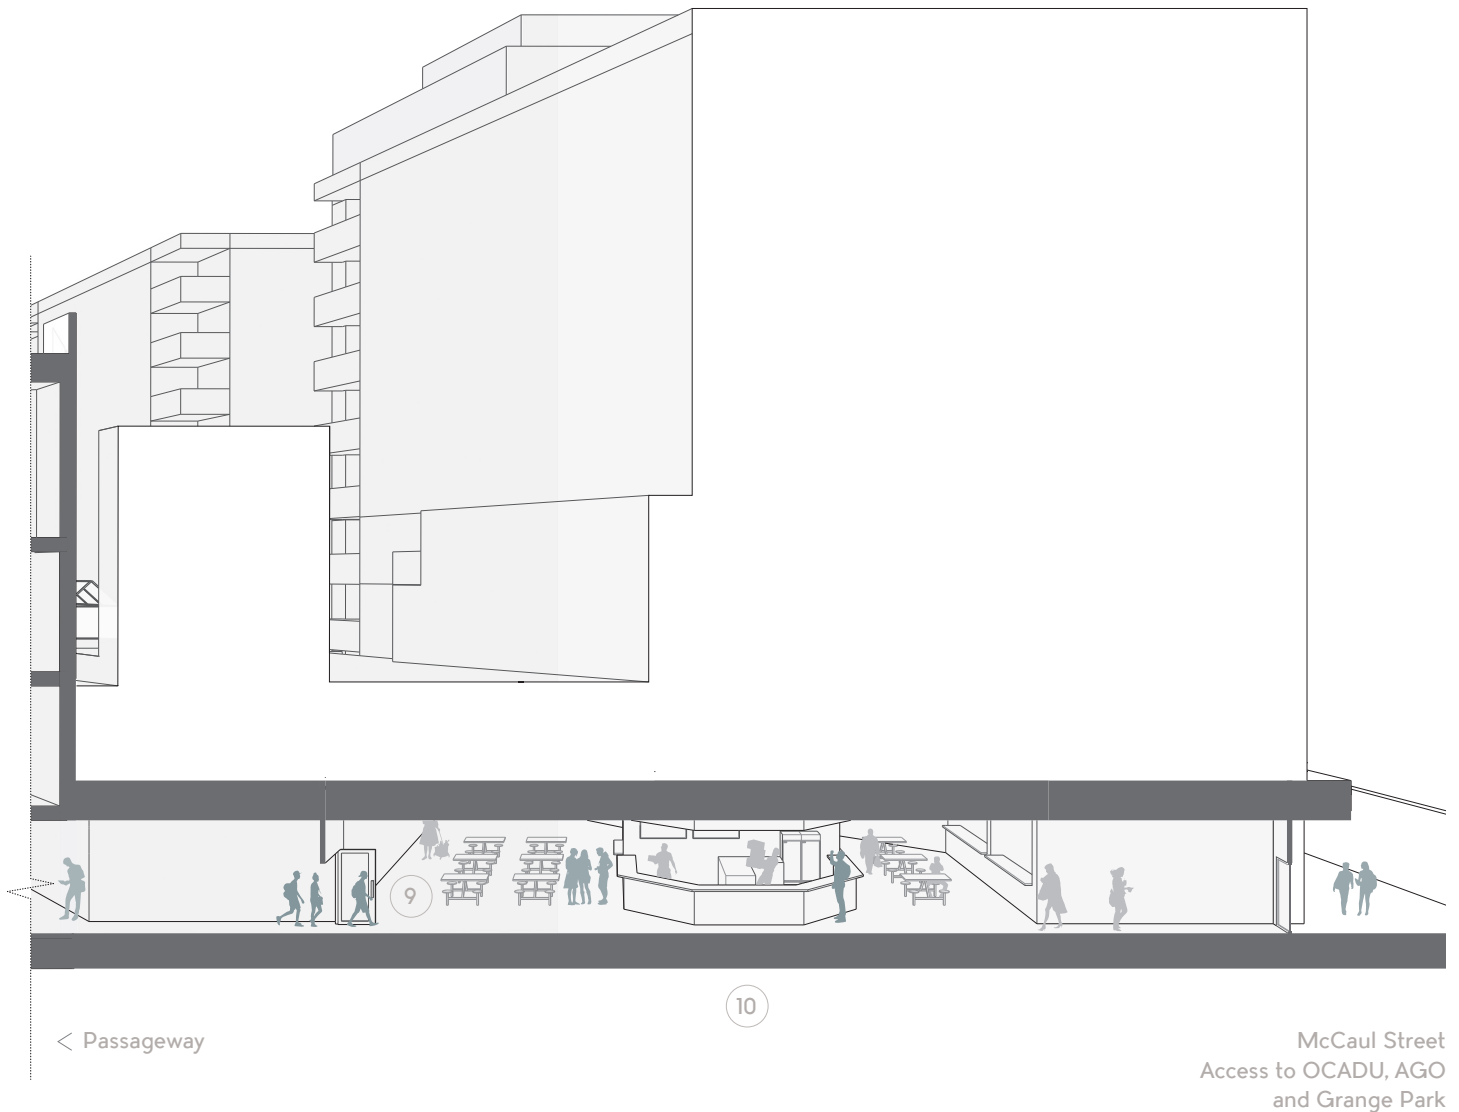 9
10
< Passageway
McCaul Street
Access to OCADU, AGO
and Grange Park